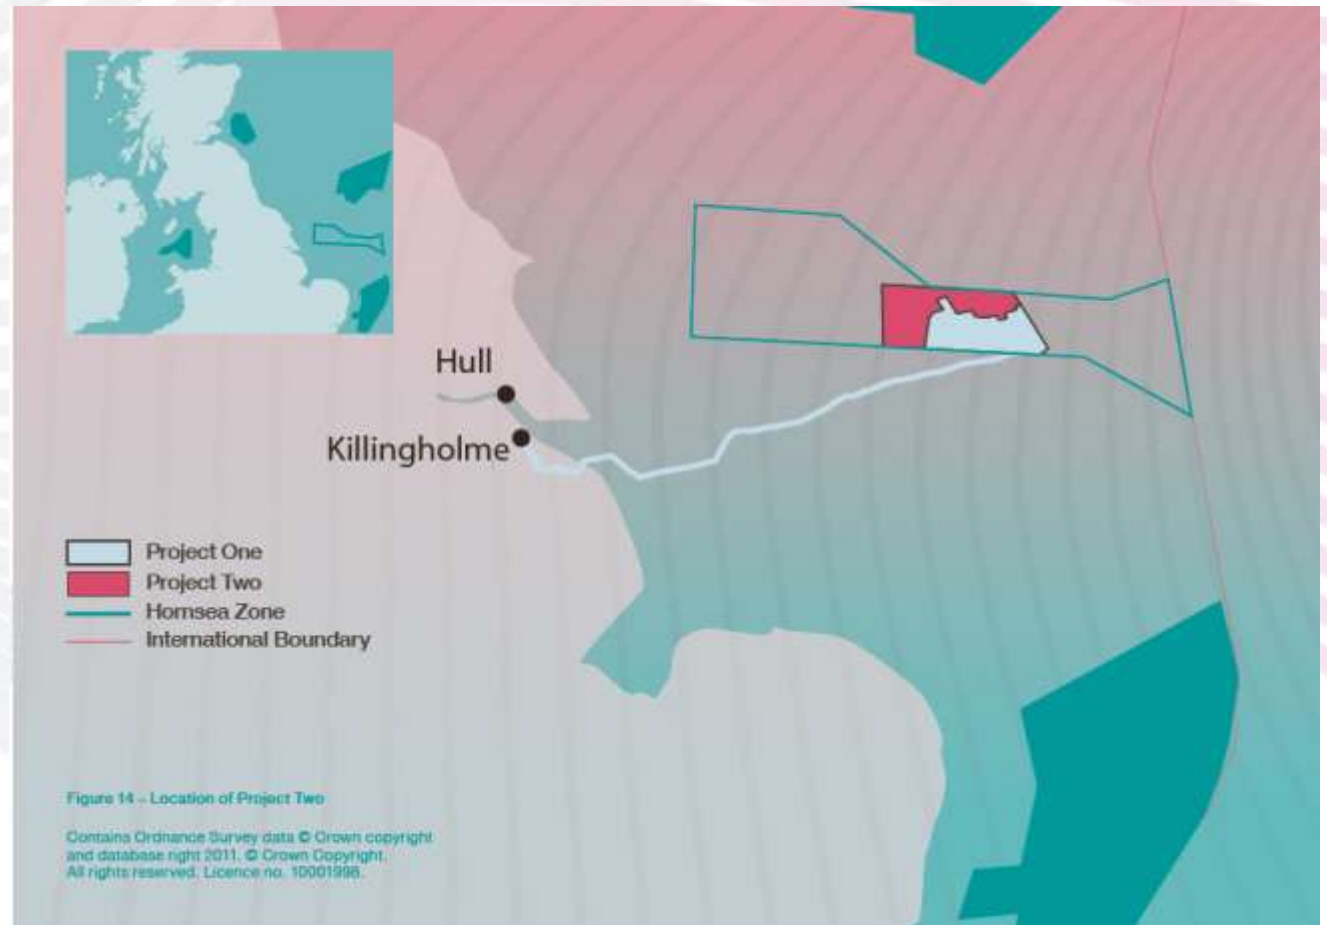 Hull
Killingholme
Project One
Project Two
Hornsea Zone
International Boundary
Figure 14 – Location of Project Two
Contains Ordnance Survey data © Crown copyright
and database right 2011. © Crown Copyright.
All rights reserved. Licence no. 10001998.